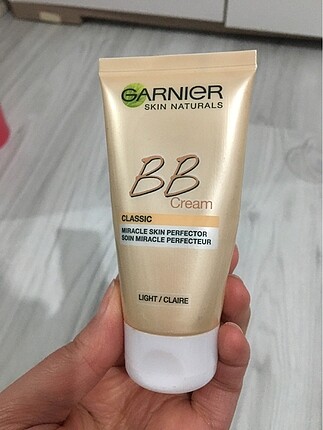 GARNIER
SKIN NATURALS
BB
Cream
CLASSIC
MIRACLE SKIN PERFECTOR
SOIN MIRACLE PERFECTEUR
LIGHT / CLAIRE